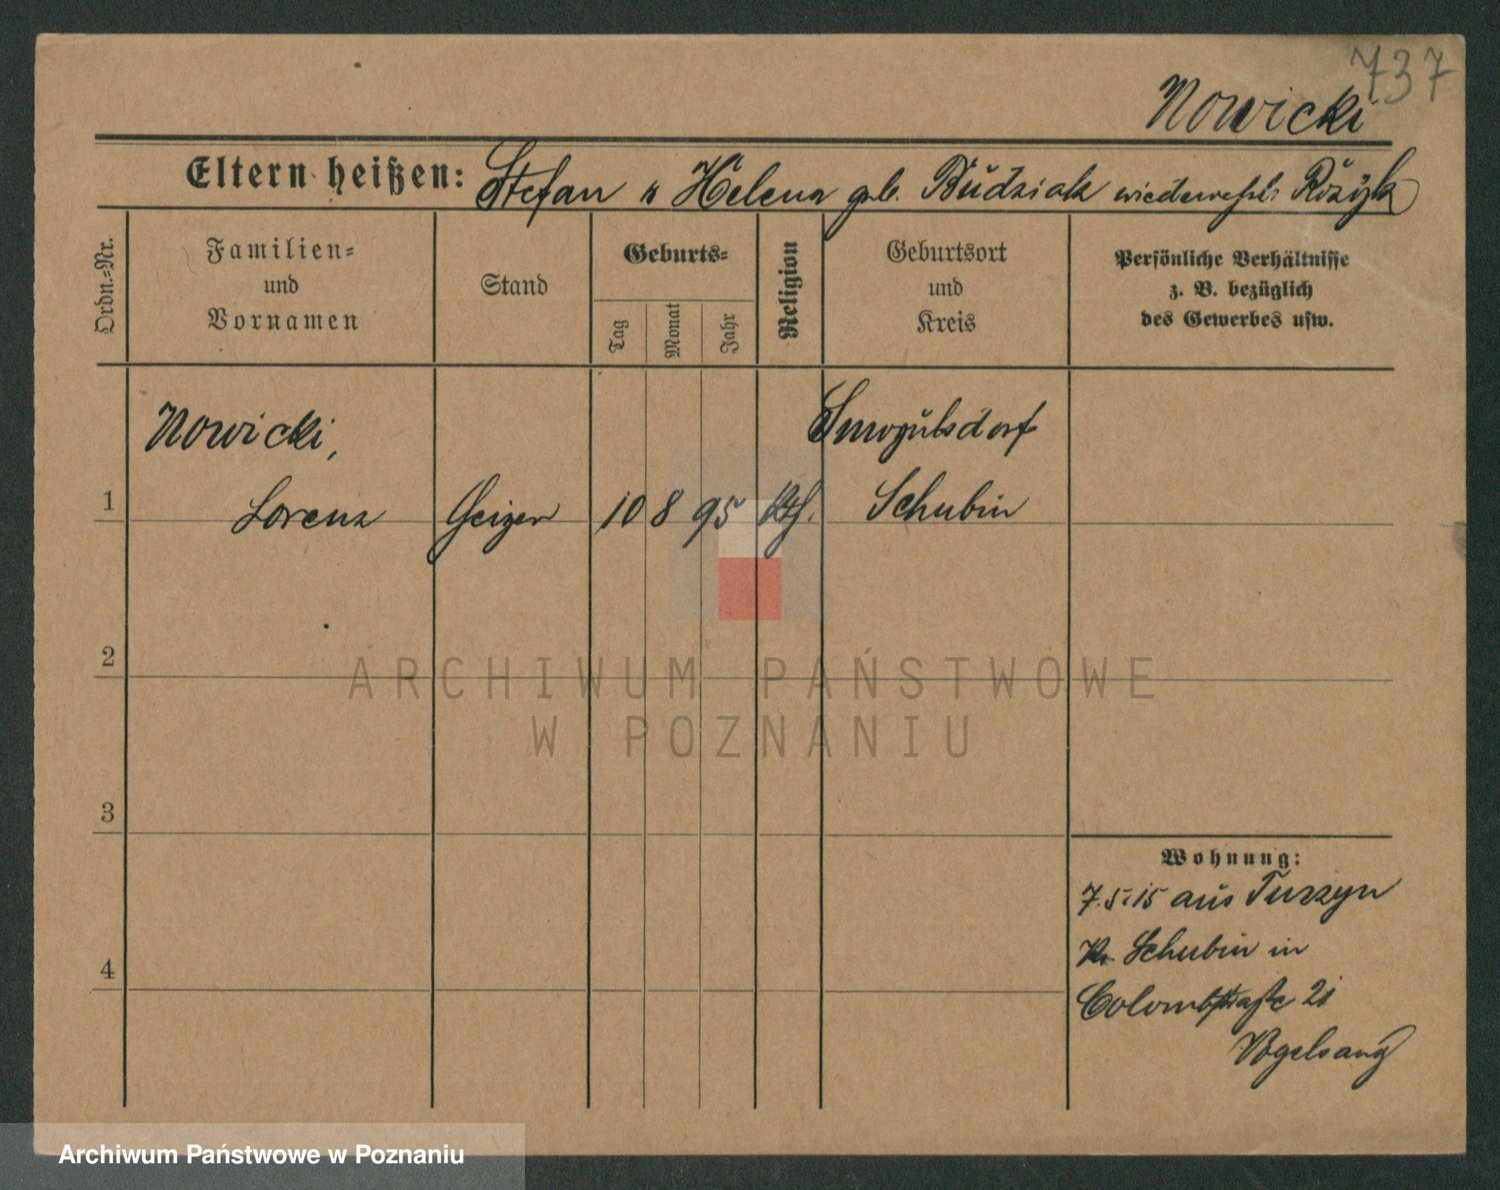 737
Nowicki
Eltern heißen: Stefan u Helena geb. Budziak wiederverhl: Różyk
Ordn.=Nr.
Familien=
und
Vornamen
Stand
Geburts=
Tag
Monat
Jahr
Religion
Geburtsort
und
Kreis
Persönliche Verhältnisse
z. B. bezüglich
des Gewerbes usw.
Nowicki,
Smogulsdorf
1 Lorenz Geiger 10 8 95 kth. Schubin
2
ARCHIWUM PAŃSTWOWE
W POZNANIU
3
Wohnung:
7.5.15 aus Turzyn
Kr. Schubin in
Colombstraße 21
Vogelsang
4
Archiwum Państwowe w Poznaniu